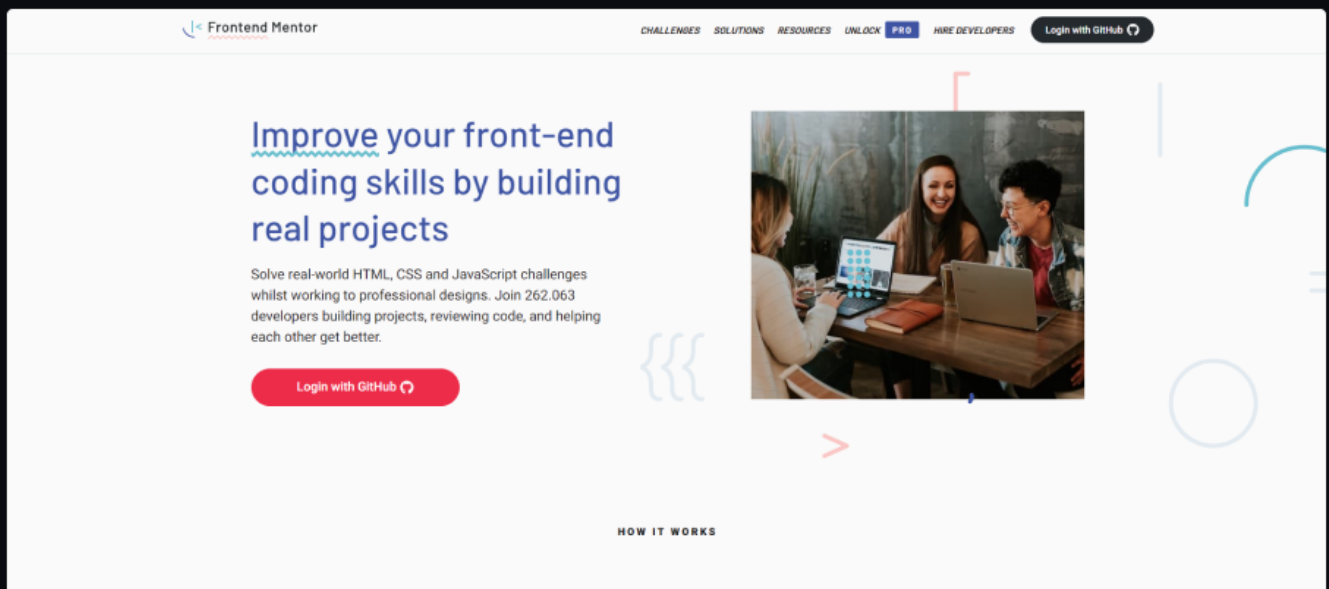 Frontend Mentor
CHALLENGES SOLUTIONS RESOURCES UNLOCK PRO HIRE DEVELOPERS Login with GitHub
Improve your front-end
coding skills by building
real projects
Solve real-world HTML, CSS and JavaScript challenges
whilst working to professional designs. Join 262.063
developers building projects, reviewing code, and helping
each other get better.
Login with GitHub
HOW IT WORKS